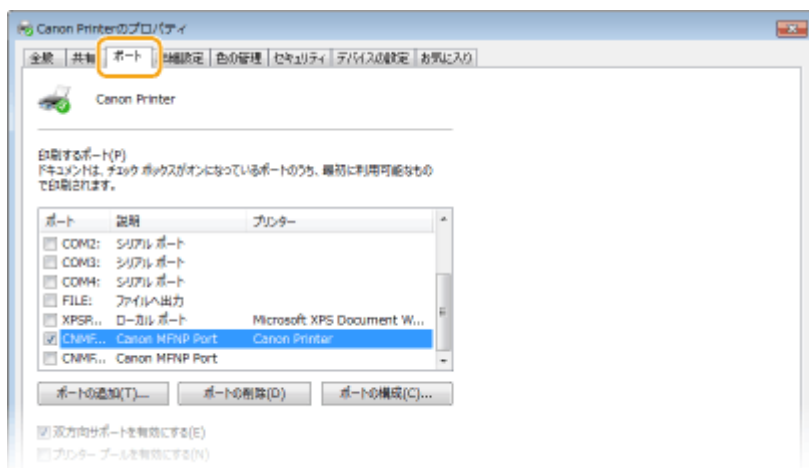 Canon Printerのプロパティ
全般 共有 ポート 詳細設定 色の管理 セキュリティ デバイスの設定 お気に入り
Canon Printer
印刷するポート(P)
ドキュメントは、チェック ボックスがオンになっているポートのうち、最初に利用可能なもの
で印刷されます。
ポート 説明 プリンター
COM2: シリアル ポート
COM3: シリアル ポート
COM4: シリアル ポート
FILE: ファイルへ出力
XPSR... ローカル ポート Microsoft XPS Document W...
CNMF... Canon MFNP Port Canon Printer
CNMF... Canon MFNP Port
ポートの追加(T)... ポートの削除(D) ポートの構成(C)...
双方向サポートを有効にする(E)
プリンター プールを有効にする(N)